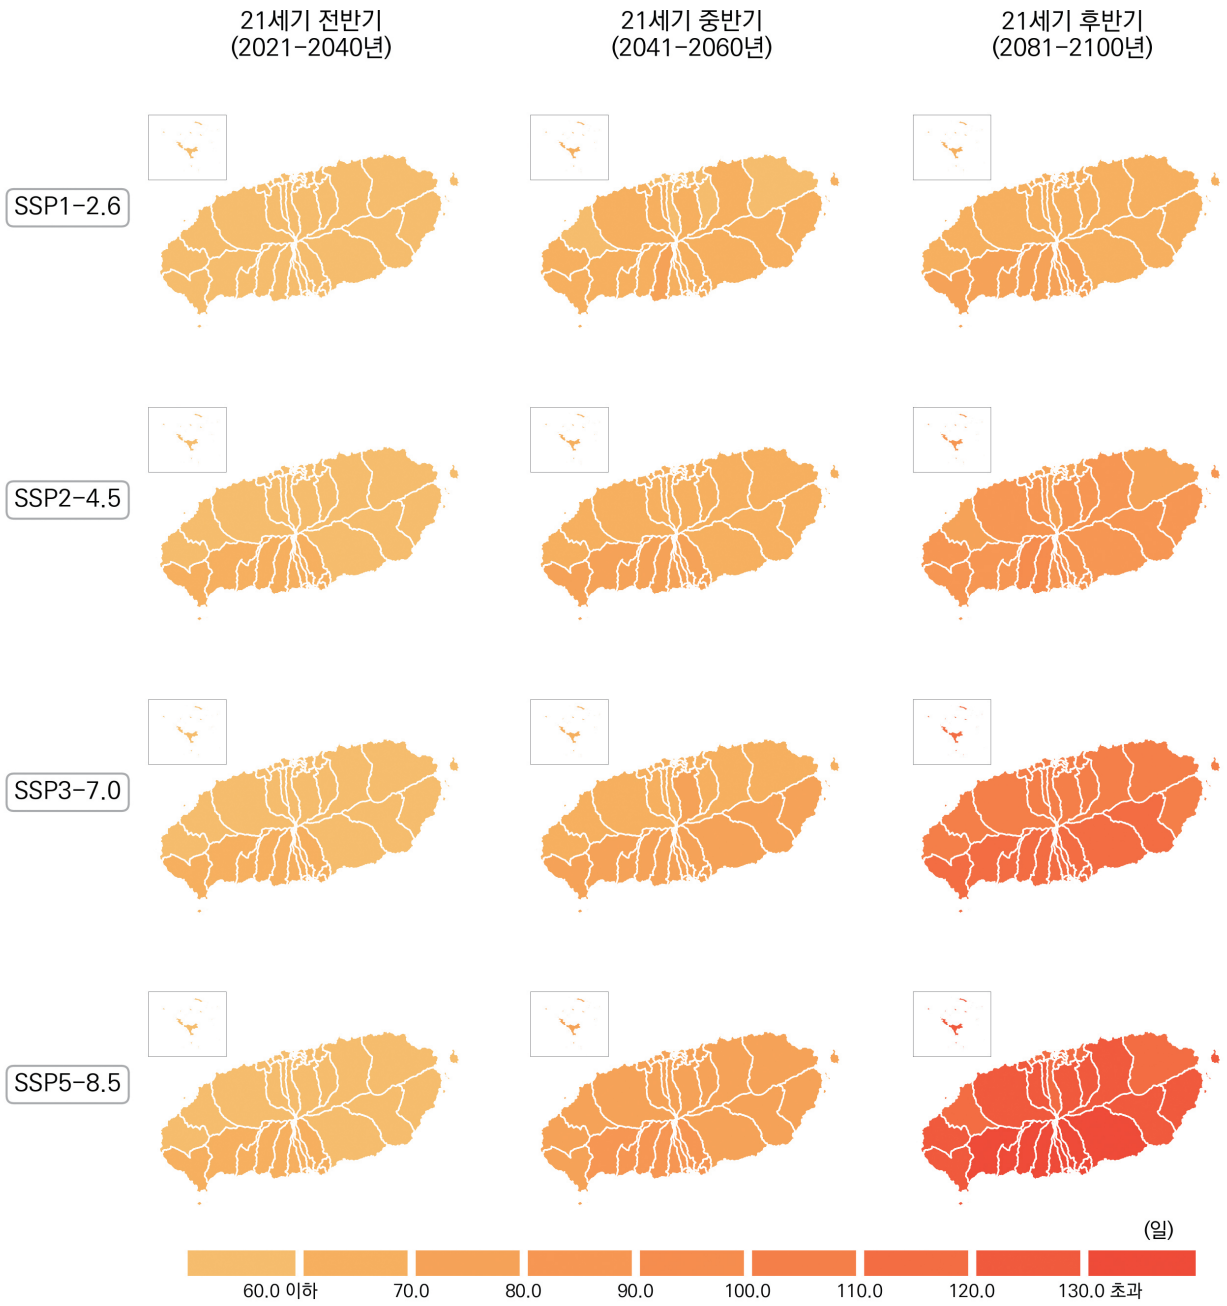 21세기 전반기
(2021-2040년)
21세기 중반기
(2041-2060년)
21세기 후반기
(2081-2100년)
SSP1-2.6
SSP2-4.5
SSP3-7.0
SSP5-8.5
(일)
60.0 이하
70.0
80.0
90.0
100.0
110.0
120.0
130.0 초과